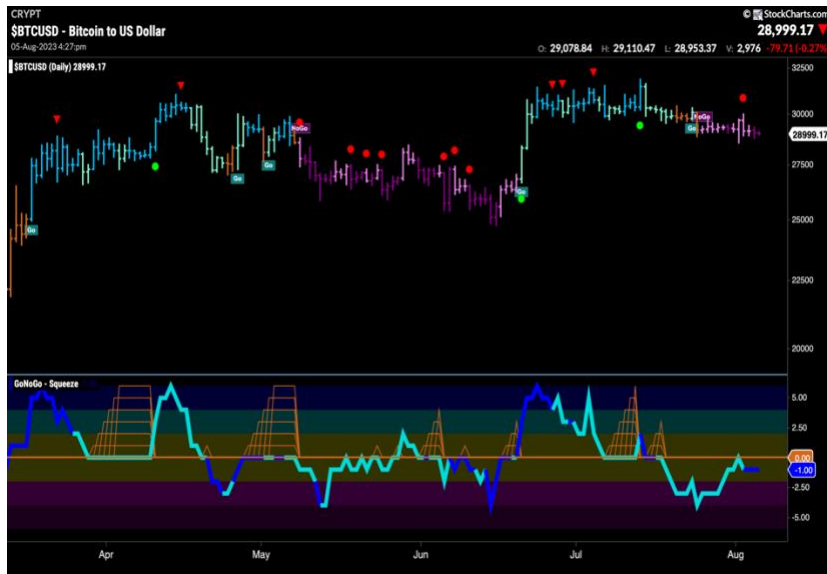 CRYPT
© StockCharts.com
$BTCUSD - Bitcoin to US Dollar
28,999.17
05-Aug-2023 4:27pm
O: 29,078.84 H: 29,110.47 L: 28,953.37 V: 2,976 -79.71 (-0.27%
$BTCUSD (Daily) 28999.17
32500
30000
28999.17
27500
25000
22500
20000
NoGo
NoGo
Go
Go
Go
Go
Go
GoNoGo - Squeeze
5.00
2.50
0.00
-1.00
-2.50
-5.00
Apr May Jun Jul Aug